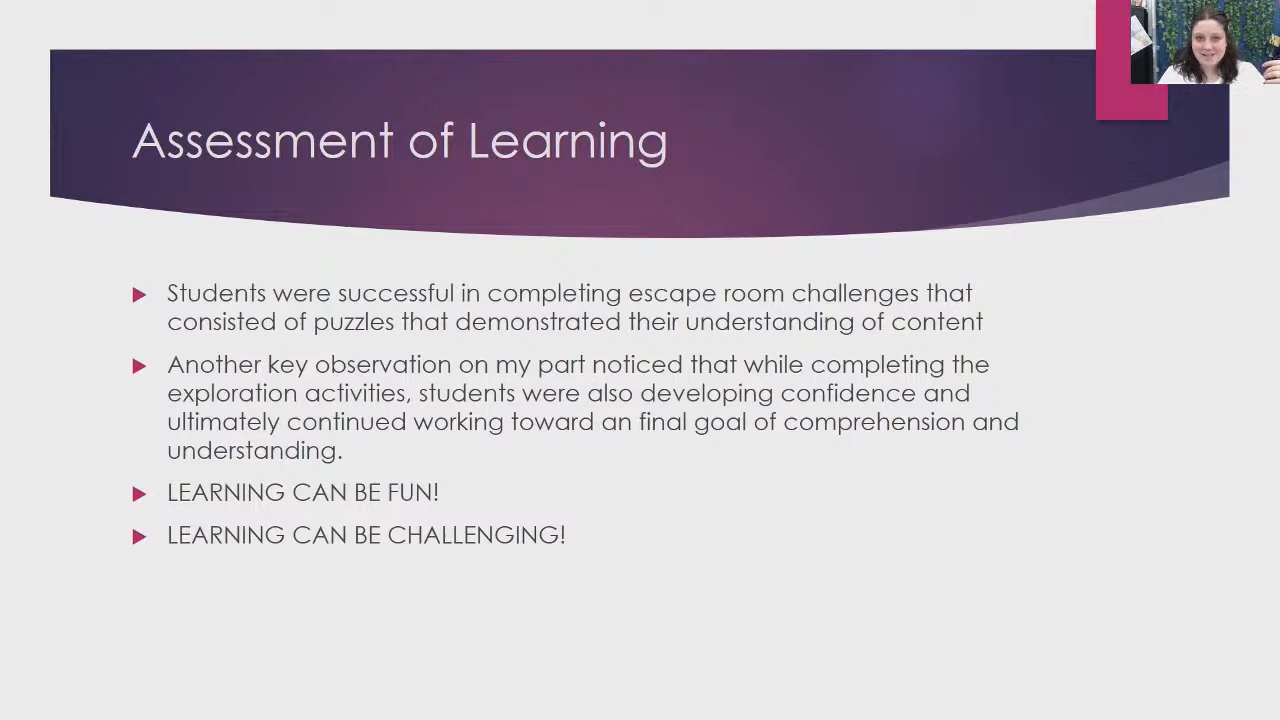 Assessment of Learning
Students were successful in completing escape room challenges that
consisted of puzzles that demonstrated their understanding of content
Another key observation on my part noticed that while completing the
exploration activities, students were also developing confidence and
ultimately continued working toward an final goal of comprehension and
understanding.
LEARNING CAN BE FUN!
LEARNING CAN BE CHALLENGING!